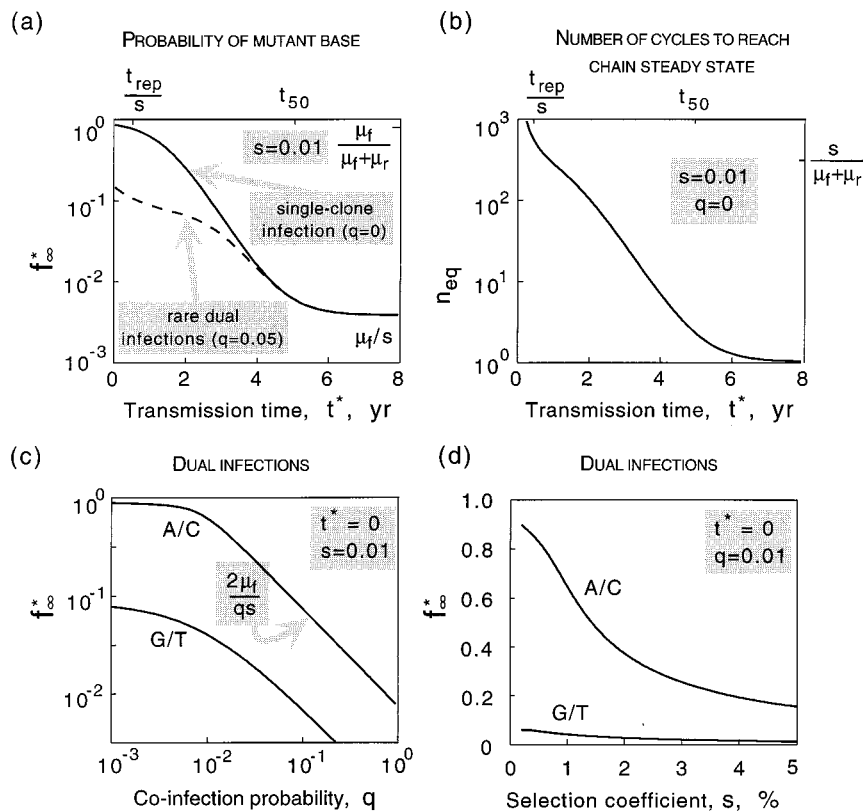 (a)
PROBABILITY OF MUTANT BASE
t_rep/s
t_50
10^0
10^-1
10^-2
10^-3
f*_∞
s=0.01
μ_f/(μ_f+μ_r)
single-clone
infection (q=0)
rare dual
infections (q=0.05)
μ_f/s
0 2 4 6 8
Transmission time, t*, yr
(b)
NUMBER OF CYCLES TO REACH
CHAIN STEADY STATE
t_rep/s
t_50
10^3
10^2
10^1
10^0
n_eq
s=0.01
q=0
s/(μ_f+μ_r)
0 2 4 6 8
Transmission time, t*, yr
(c)
DUAL INFECTIONS
10^0
10^-1
10^-2
f*_∞
A/C
G/T
t* = 0
s=0.01
2μ_f/qs
10^-3 10^-2 10^-1 10^0
Co-infection probability, q
(d)
DUAL INFECTIONS
1.0
0.8
0.6
0.4
0.2
0
f*_∞
t* = 0
q=0.01
A/C
G/T
0 1 2 3 4 5
Selection coefficient, s, %